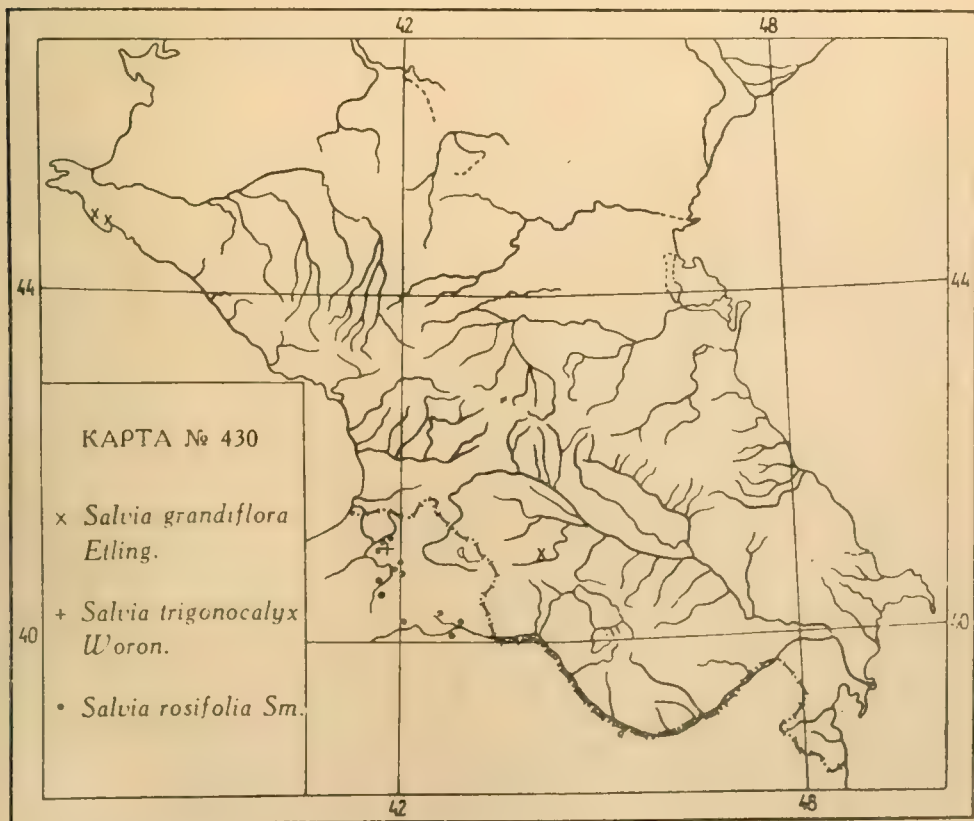 42 48
44 44
КАРТА № 430
× Salvia grandiflora
Etling.
+ Salvia trigonocalyx
Woron.
40 40
• Salvia rosifolia Sm.
42 48